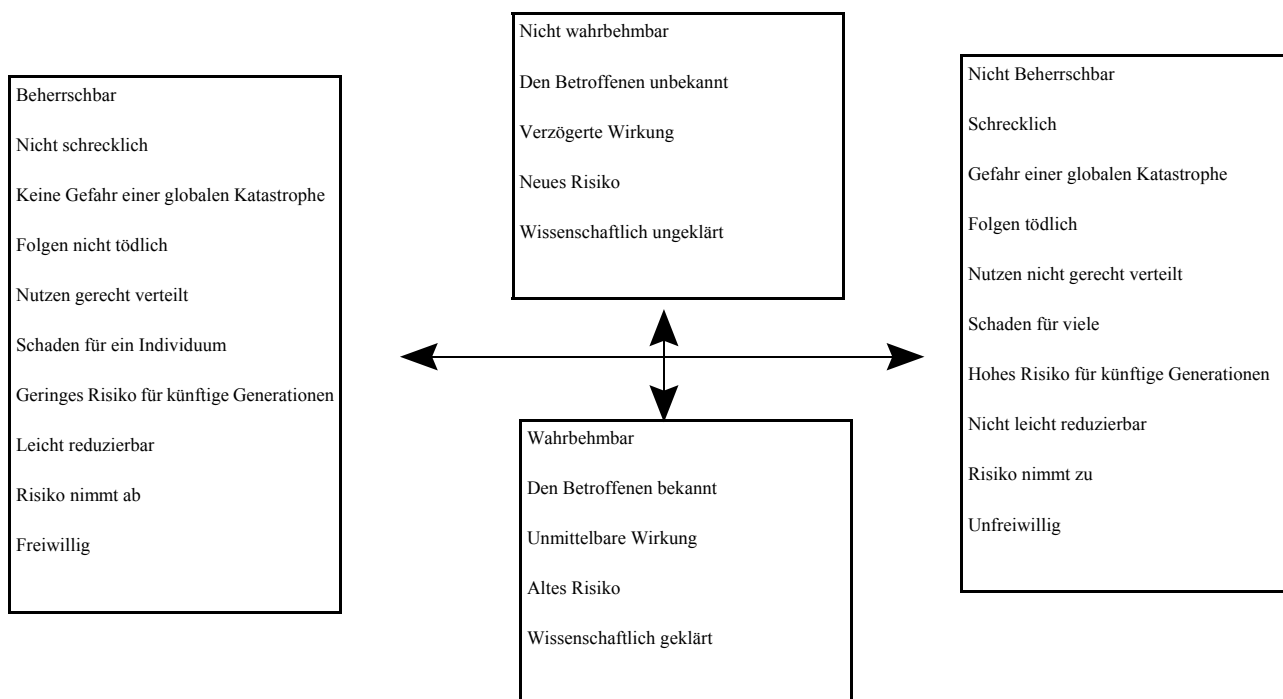 Beherrschbar
Nicht schrecklich
Keine Gefahr einer globalen Katastrophe
Folgen nicht tödlich
Nutzen gerecht verteilt
Schaden für ein Individuum
Geringes Risiko für künftige Generationen
Leicht reduzierbar
Risiko nimmt ab
Freiwillig
Nicht wahrbehmbar
Den Betroffenen unbekannt
Verzögerte Wirkung
Neues Risiko
Wissenschaftlich ungeklärt
Wahrbehmbar
Den Betroffenen bekannt
Unmittelbare Wirkung
Altes Risiko
Wissenschaftlich geklärt
Nicht Beherrschbar
Schrecklich
Gefahr einer globalen Katastrophe
Folgen tödlich
Nutzen nicht gerecht verteilt
Schaden für viele
Hohes Risiko für künftige Generationen
Nicht leicht reduzierbar
Risiko nimmt zu
Unfreiwillig